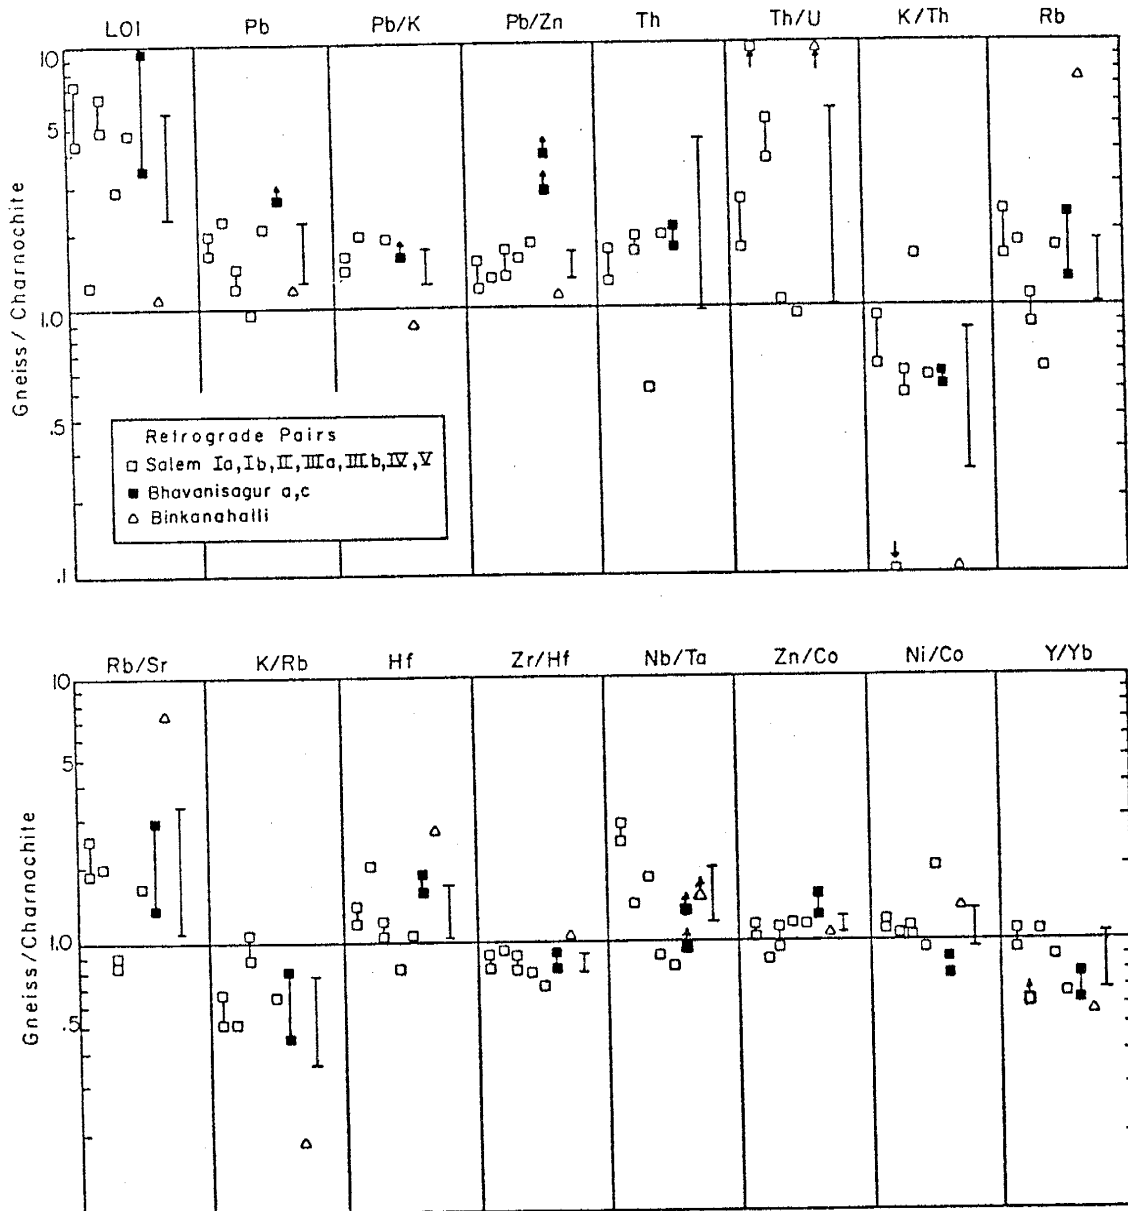 LOI Pb Pb/K Pb/Zn Th Th/U K/Th Rb
10
5
1.0
.5
.1
Gneiss / Charnochite
Retrograde Pairs
□ Salem Ia, Ib, II, IIIa, IIIb, IV, V
■ Bhavanisagur a,c
△ Binkanahalli
Rb/Sr K/Rb Hf Zr/Hf Nb/Ta Zn/Co Ni/Co Y/Yb
10
5
1.0
.5
Gneiss/Charnochite